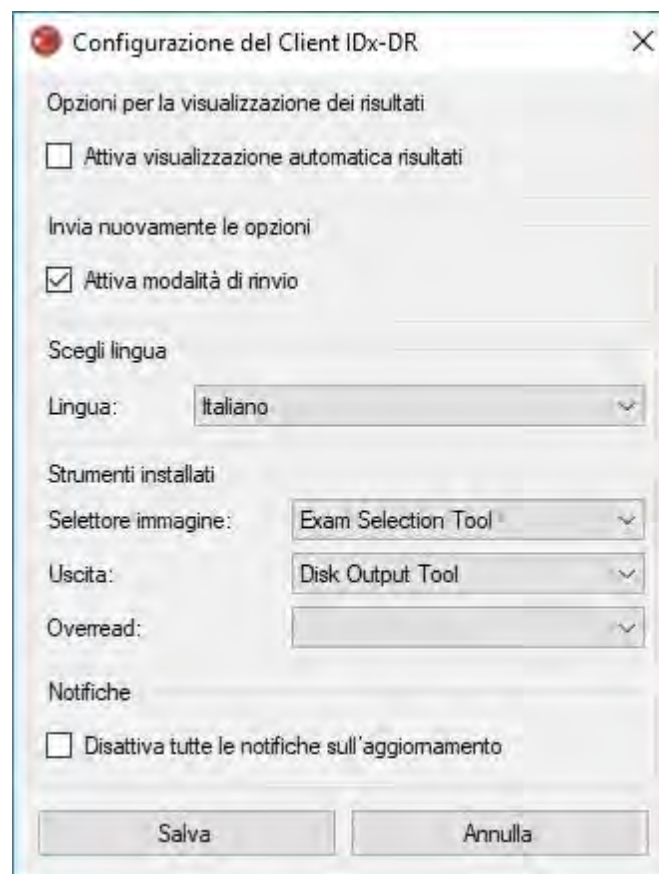 Configurazione del Client IDx-DR
Opzioni per la visualizzazione dei risultati
Attiva visualizzazione automatica risultati
Invia nuovamente le opzioni
Attiva modalità di rinvio
Scegli lingua
Lingua: Italiano
Strumenti installati
Selettore immagine: Exam Selection Tool
Uscita: Disk Output Tool
Overread:
Notifiche
Disattiva tutte le notifiche sull'aggiornamento
Salva Annulla